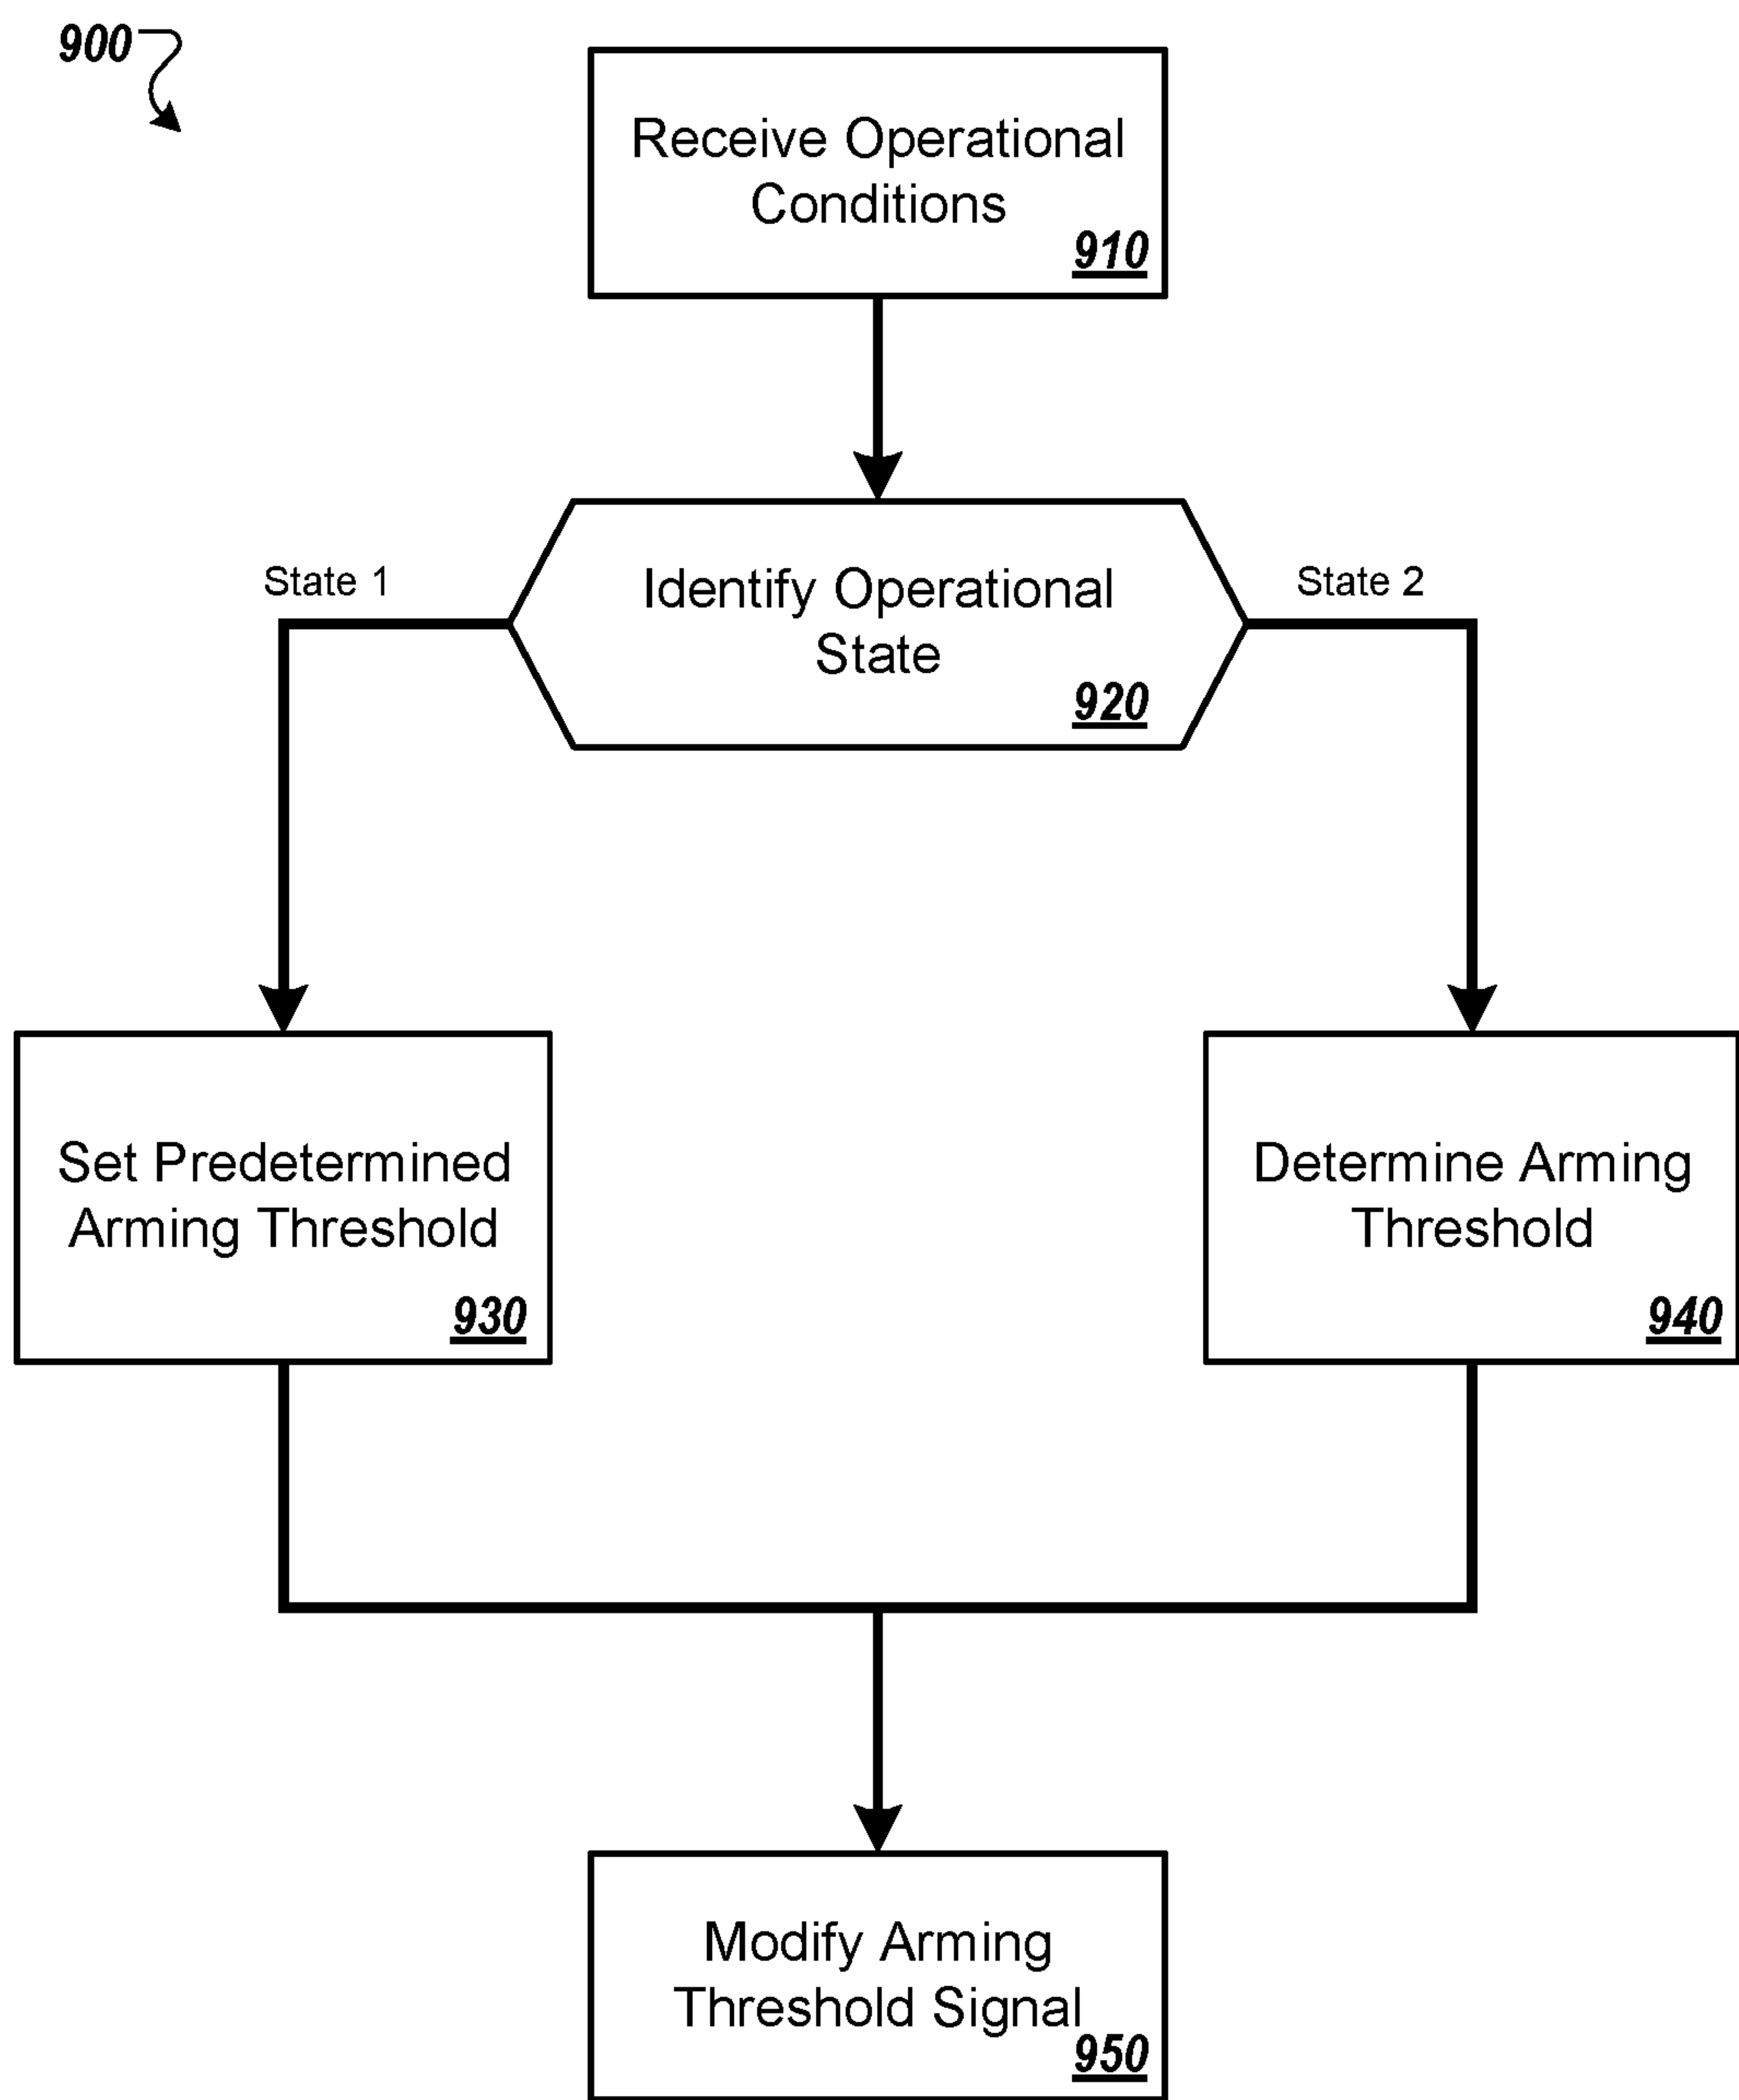 900
Receive Operational
Conditions
910
State 1
Identify Operational
State
920
State 2
Set Predetermined
Arming Threshold
930
Determine Arming
Threshold
940
Modify Arming
Threshold Signal
950